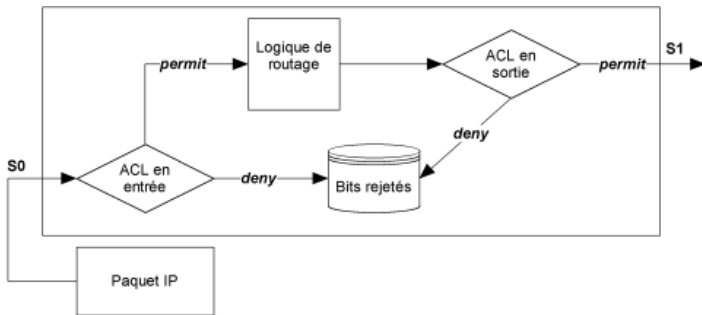 Logique de
routage
permit
ACL en
sortie
permit
S1
deny
S0
ACL en
entrée
deny
Bits rejetés
Paquet IP